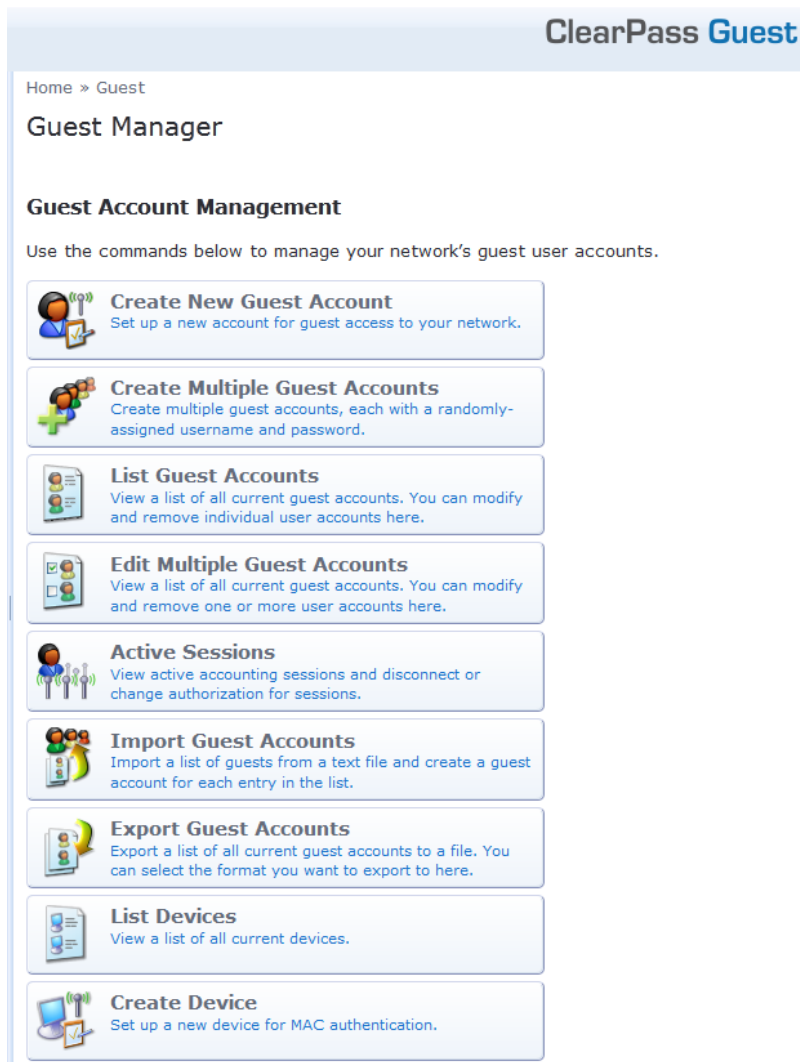 ClearPass Guest
Home » Guest
Guest Manager
Guest Account Management
Use the commands below to manage your network’s guest user accounts.
Create New Guest Account
Set up a new account for guest access to your network.
Create Multiple Guest Accounts
Create multiple guest accounts, each with a randomly-
assigned username and password.
List Guest Accounts
View a list of all current guest accounts. You can modify
and remove individual user accounts here.
Edit Multiple Guest Accounts
View a list of all current guest accounts. You can modify
and remove one or more user accounts here.
Active Sessions
View active accounting sessions and disconnect or
change authorization for sessions.
Import Guest Accounts
Import a list of guests from a text file and create a guest
account for each entry in the list.
Export Guest Accounts
Export a list of all current guest accounts to a file. You
can select the format you want to export to here.
List Devices
View a list of all current devices.
Create Device
Set up a new device for MAC authentication.